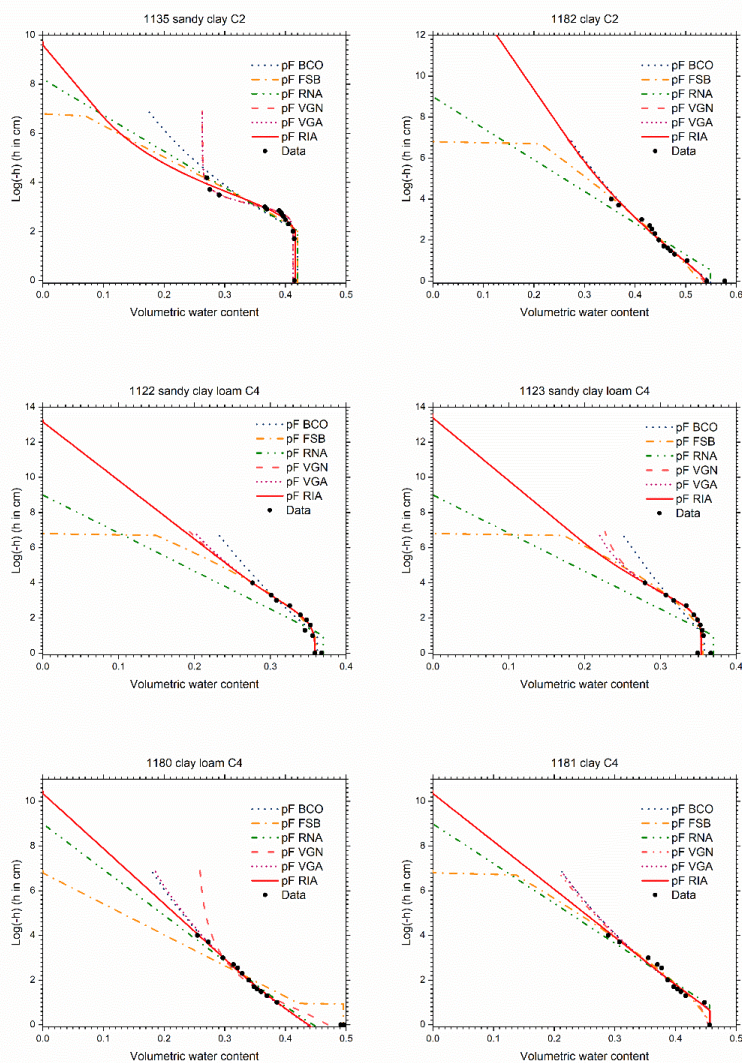 1135 sandy clay C2
12
10
8
6
4
2
0
Log(-h) (h in cm)
pF BCO
pF FSB
pF RNA
pF VGN
pF VGA
pF RIA
Data
0.0 0.1 0.2 0.3 0.4 0.5
Volumetric water content
1182 clay C2
12
10
8
6
4
2
0
Log(-h) (h in cm)
pF BCO
pF FSB
pF RNA
pF VGN
pF VGA
pF RIA
Data
0.0 0.1 0.2 0.3 0.4 0.5 0.6
Volumetric water content
1122 sandy clay loam C4
14
12
10
8
6
4
2
0
Log(-h) (h in cm)
pF BCO
pF FSB
pF RNA
pF VGN
pF VGA
pF RIA
Data
0.0 0.1 0.2 0.3 0.4
Volumetric water content
1123 sandy clay loam C4
14
12
10
8
6
4
2
0
Log(-h) (h in cm)
pF BCO
pF FSB
pF RNA
pF VGN
pF VGA
pF RIA
Data
0.0 0.1 0.2 0.3 0.4
Volumetric water content
1180 clay loam C4
10
8
6
4
2
0
Log(-h) (h in cm)
pF BCO
pF FSB
pF RNA
pF VGN
pF VGA
pF RIA
Data
0.0 0.1 0.2 0.3 0.4 0.5
Volumetric water content
1181 clay C4
10
8
6
4
2
0
Log(-h) (h in cm)
pF BCO
pF FSB
pF RNA
pF VGN
pF VGA
pF RIA
Data
0.0 0.1 0.2 0.3 0.4 0.5
Volumetric water content